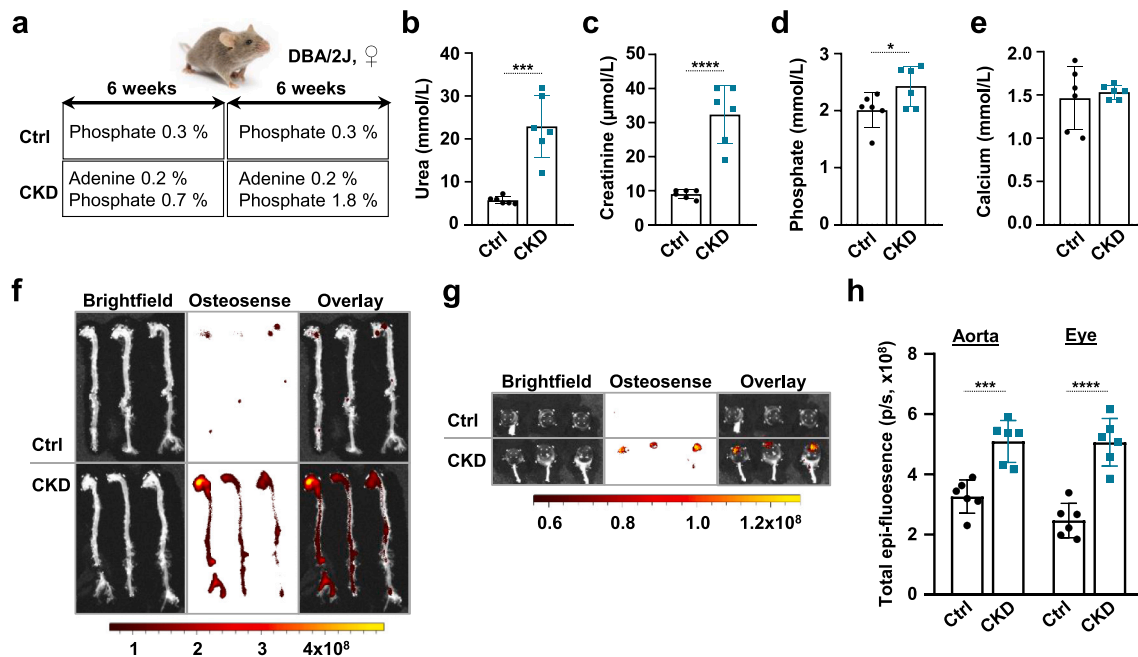 a
DBA/2J, ♀
6 weeks
6 weeks
Ctrl
Phosphate 0.3 %
Phosphate 0.3 %
CKD
Adenine 0.2 %
Phosphate 0.7 %
Adenine 0.2 %
Phosphate 1.8 %
b
Urea (mmol/L)
40
30
20
10
0
***
Ctrl
CKD
c
Creatinine (µmol/L)
50
40
30
20
10
0
****
Ctrl
CKD
d
Phosphate (mmol/L)
3
2
1
0
*
Ctrl
CKD
e
Calcium (mmol/L)
2.0
1.5
1.0
0.5
0.0
Ctrl
CKD
f
Brightfield
Osteosense
Overlay
Ctrl
CKD
1
2
3
4x10⁸
g
Brightfield
Osteosense
Overlay
Ctrl
CKD
0.6
0.8
1.0
1.2x10⁸
h
Total epi-fluoesence (p/s, x10⁸)
8
6
4
2
0
Aorta
Eye
***
****
Ctrl
CKD
Ctrl
CKD